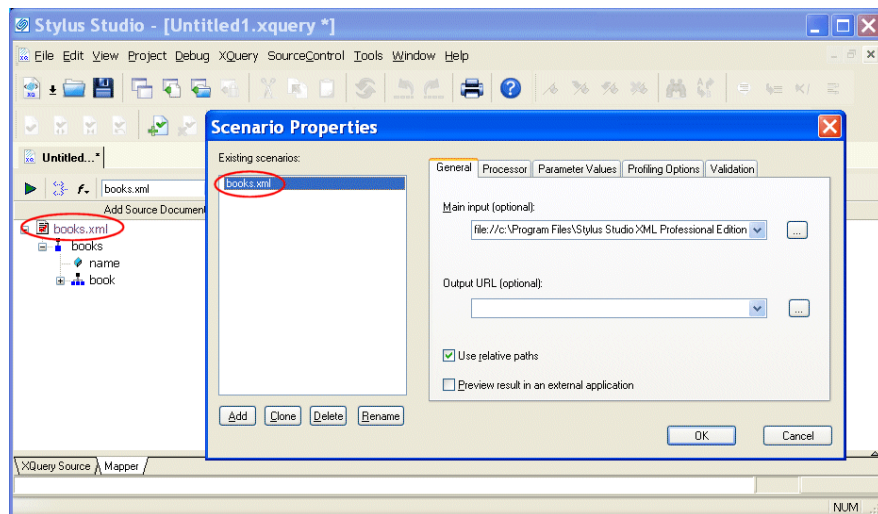 Stylus Studio - [Untitled1.xquery *]
File Edit View Project Debug XQuery SourceControl Tools Window Help
Scenario Properties
Untitled...*
books.xml
Add Source Document
books.xml
books
name
book
Existing scenarios:
books.xml
Add Clone Delete Rename
General Processor Parameter Values Profiling Options Validation
Main input (optional):
file://c:\Program Files\Stylus Studio XML Professional Edition
...
Output URL (optional):
...
Use relative paths
Preview result in an external application
OK Cancel
XQuery Source Mapper
NUM